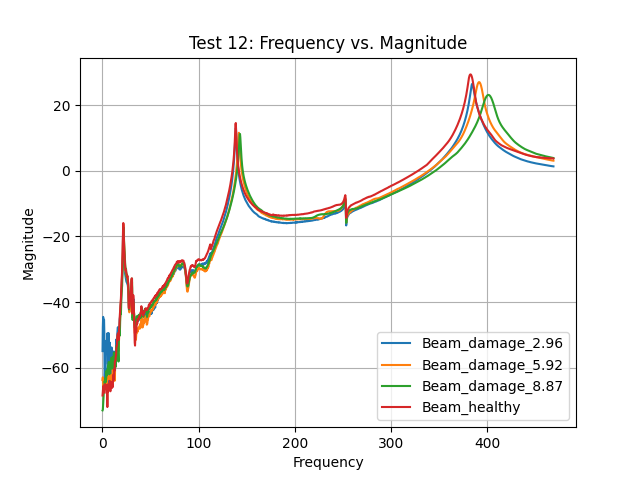 Test 12: Frequency vs. Magnitude
Magnitude
20
0
−20
−40
−60
0
100
200
300
400
Frequency
Beam_damage_2.96
Beam_damage_5.92
Beam_damage_8.87
Beam_healthy